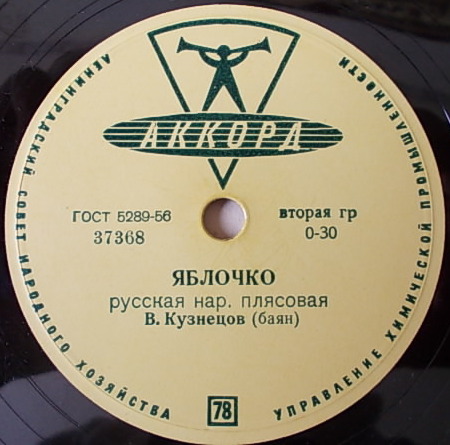 ЛЕНИНГРАДСКИЙ СОВЕТ НАРОДНОГО ХОЗЯЙСТВА
УПРАВЛЕНИЕ ХИМИЧЕСКОЙ ПРОМЫШЛЕННОСТИ
АККОРД
ГОСТ 5289-56 вторая гр
37368 0-30
ЯБЛОЧКО
русская нар. плясовая
В. Кузнецов (баян)
78